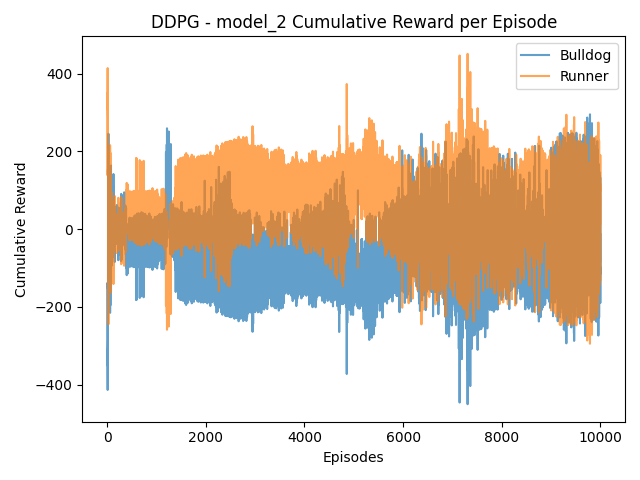 DDPG - model_2 Cumulative Reward per Episode
Bulldog
Runner
Cumulative Reward
400
200
0
−200
−400
0 2000 4000 6000 8000 10000
Episodes